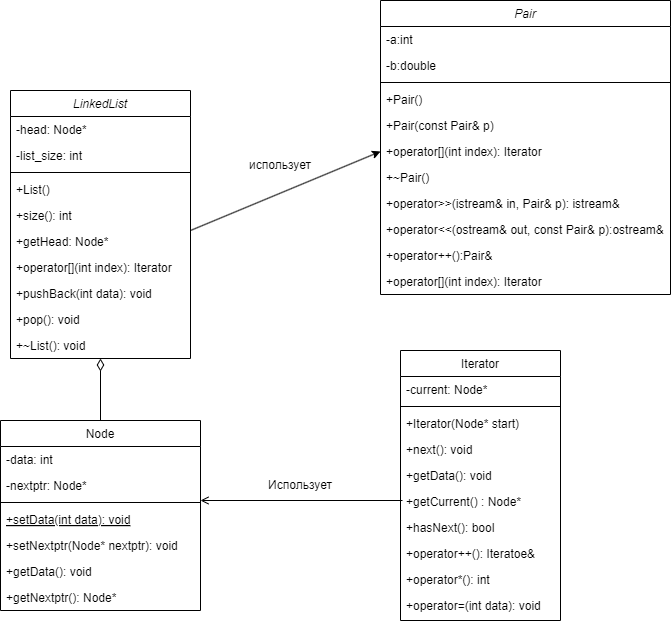 Pair
-a:int
-b:double
+Pair()
+Pair(const Pair& p)
+operator[](int index): Iterator
+~Pair()
+operator>>(istream& in, Pair& p): istream&
+operator<<(ostream& out, const Pair& p):ostream&
+operator++():Pair&
+operator[](int index): Iterator
LinkedList
-head: Node*
-list_size: int
+List()
+size(): int
+getHead: Node*
+operator[](int index): Iterator
+pushBack(int data): void
+pop(): void
+~List(): void
использует
Node
-data: int
-nextptr: Node*
+setData(int data): void
+setNextptr(Node* nextptr): void
+getData(): void
+getNextptr(): Node*
Использует
Iterator
-current: Node*
+Iterator(Node* start)
+next(): void
+getData(): void
+getCurrent() : Node*
+hasNext(): bool
+operator++(): Iteratoe&
+operator*(): int
+operator=(int data): void